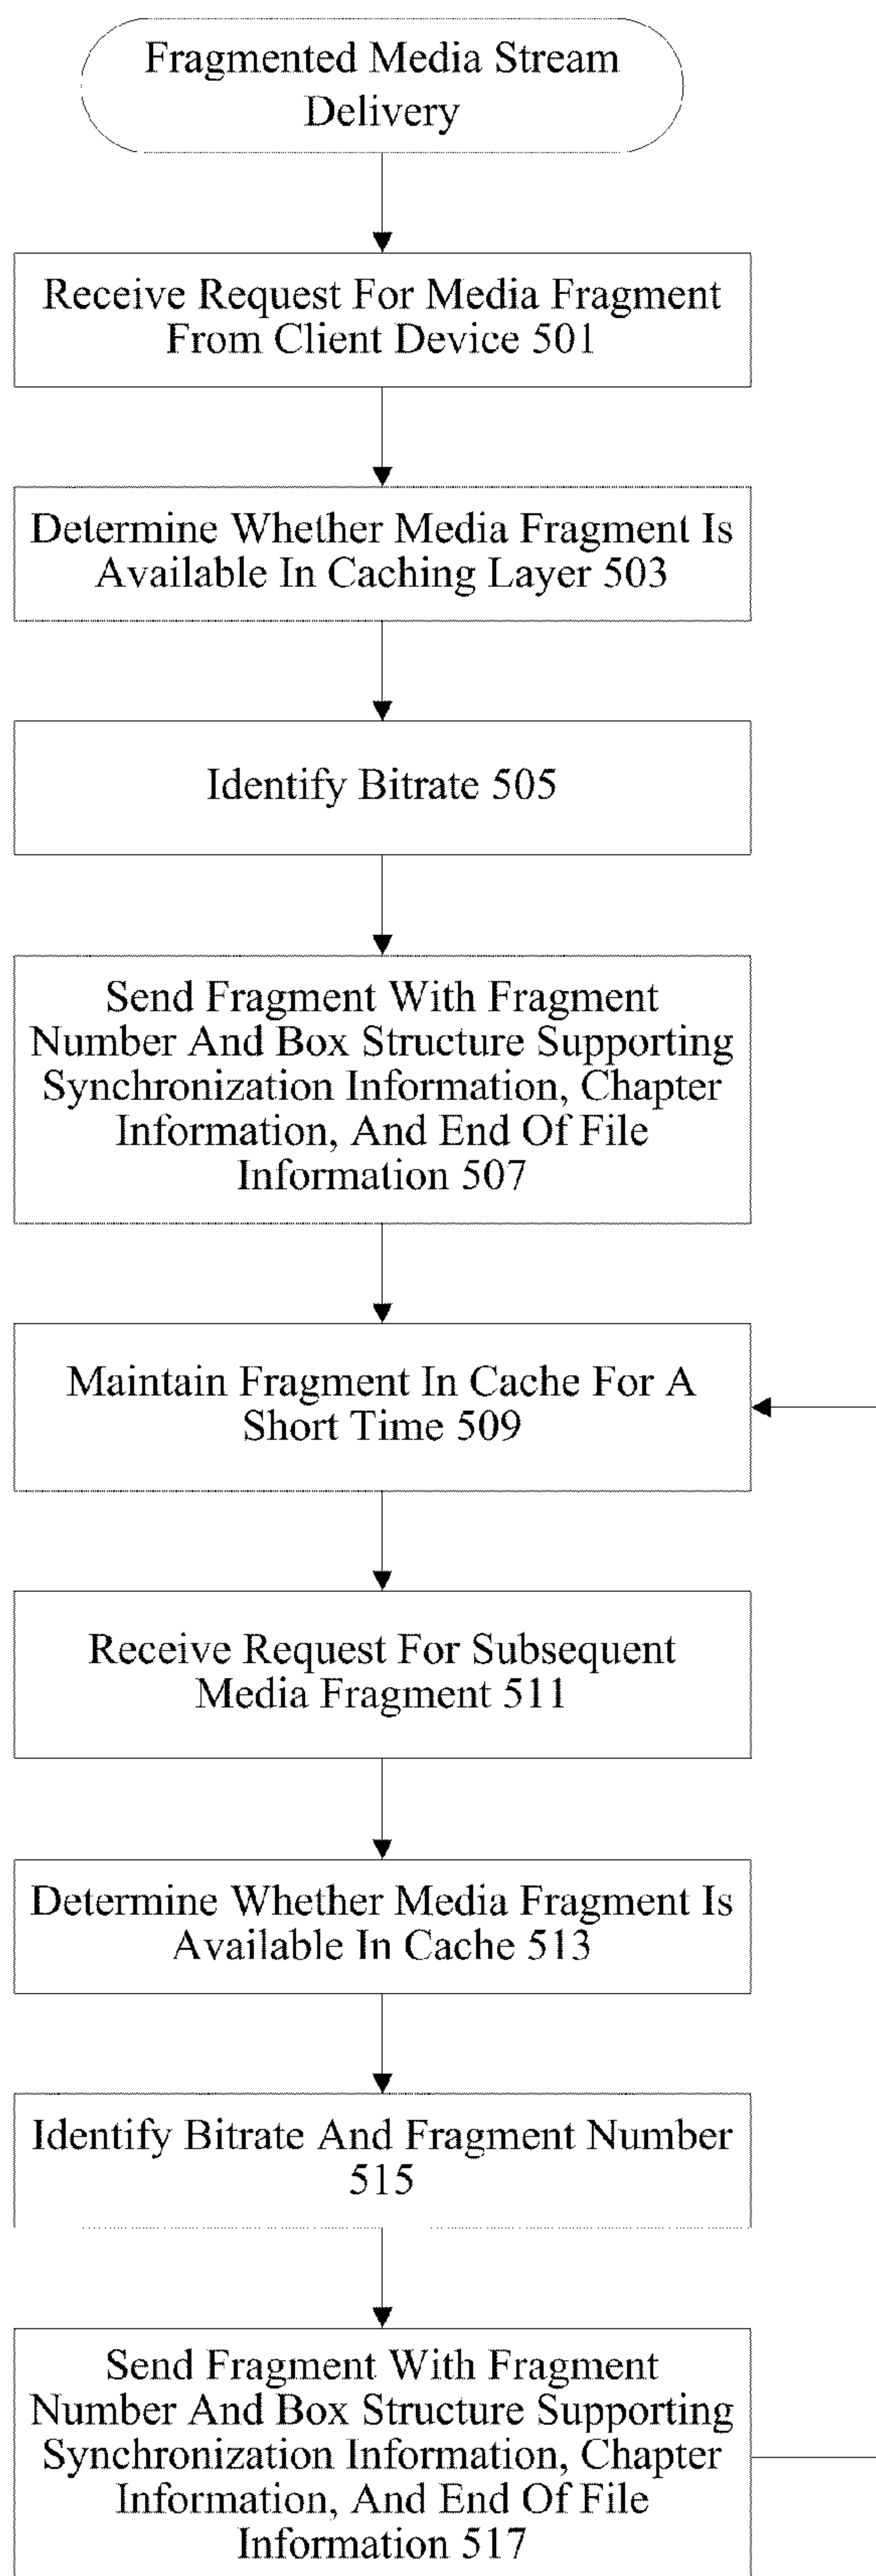 Fragmented Media Stream
Delivery
Receive Request For Media Fragment
From Client Device 501
Determine Whether Media Fragment Is
Available In Caching Layer 503
Identify Bitrate 505
Send Fragment With Fragment
Number And Box Structure Supporting
Synchronization Information, Chapter
Information, And End Of File
Information 507
Maintain Fragment In Cache For A
Short Time 509
Receive Request For Subsequent
Media Fragment 511
Determine Whether Media Fragment Is
Available In Cache 513
Identify Bitrate And Fragment Number
515
Send Fragment With Fragment
Number And Box Structure Supporting
Synchronization Information, Chapter
Information, And End Of File
Information 517